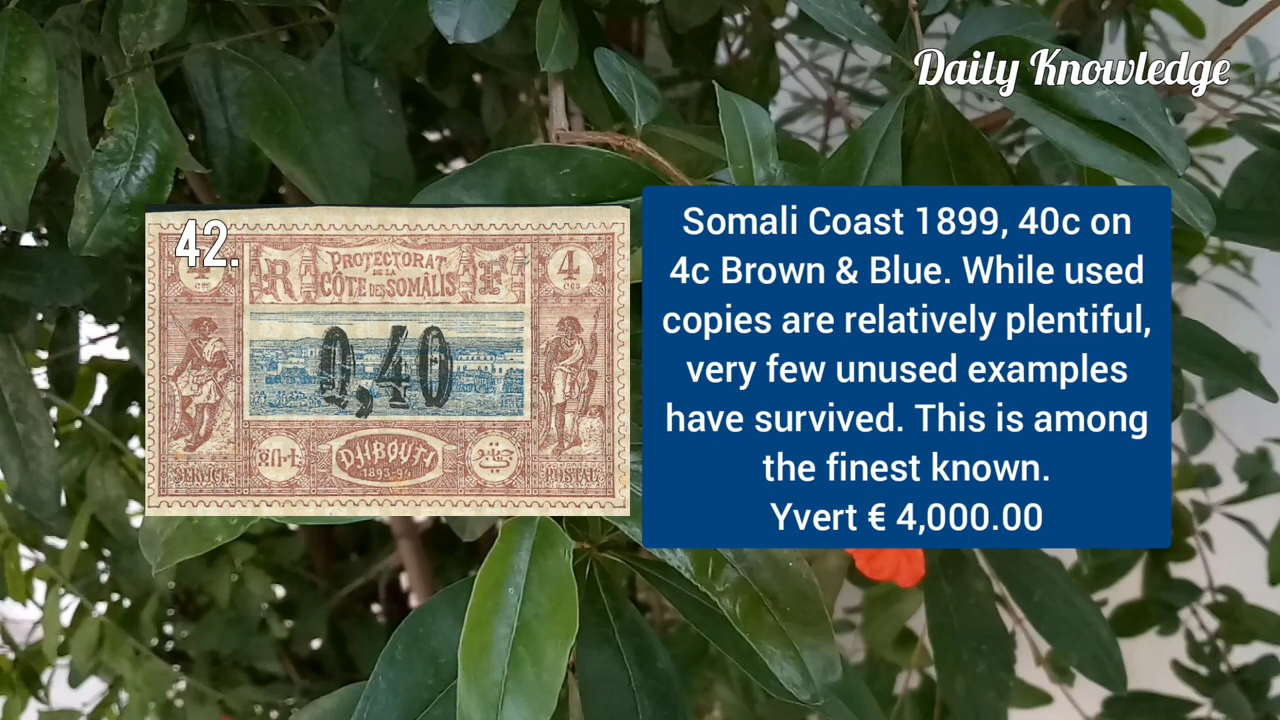 Daily Knowledge
42.
4
4
PROTECTORAT
DE LA
R CÔTE DES SOMÂLIS F
0,40
DJIBOUTI
1893-94
SERVICE
POSTAL
Somali Coast 1899, 40c on
4c Brown & Blue. While used
copies are relatively plentiful,
very few unused examples
have survived. This is among
the finest known.
Yvert € 4,000.00